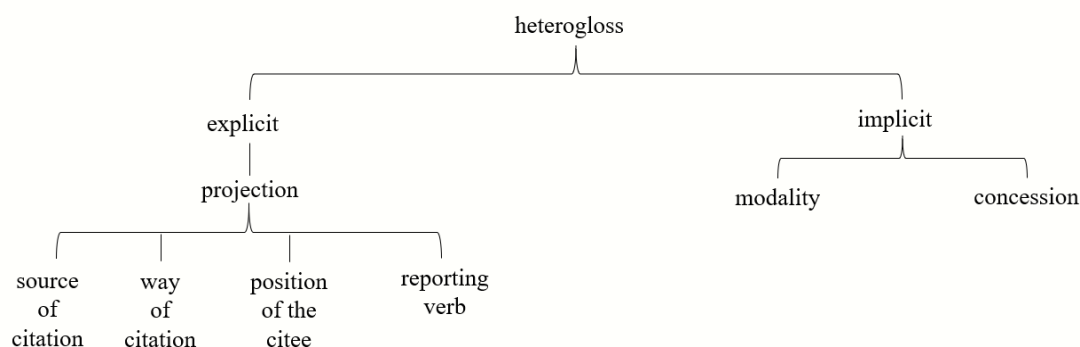 heterogloss
explicit
implicit
projection
modality
concession
source
of
citation
way
of
citation
position
of the
citee
reporting
verb